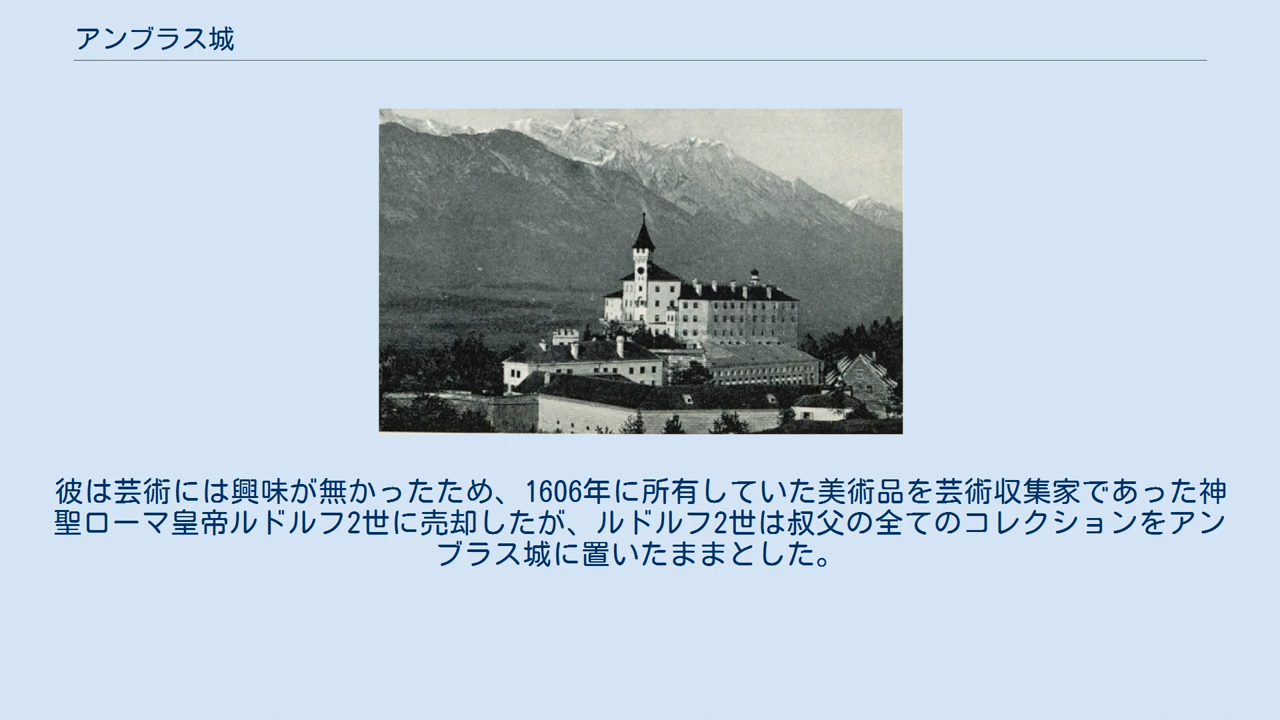 アンブラス城
彼は芸術には興味が無かったため、1606年に所有していた美術品を芸術収集家であった神
聖ローマ皇帝ルドルフ2世に売却したが、ルドルフ2世は叔父の全てのコレクションをアン
ブラス城に置いたままとした。